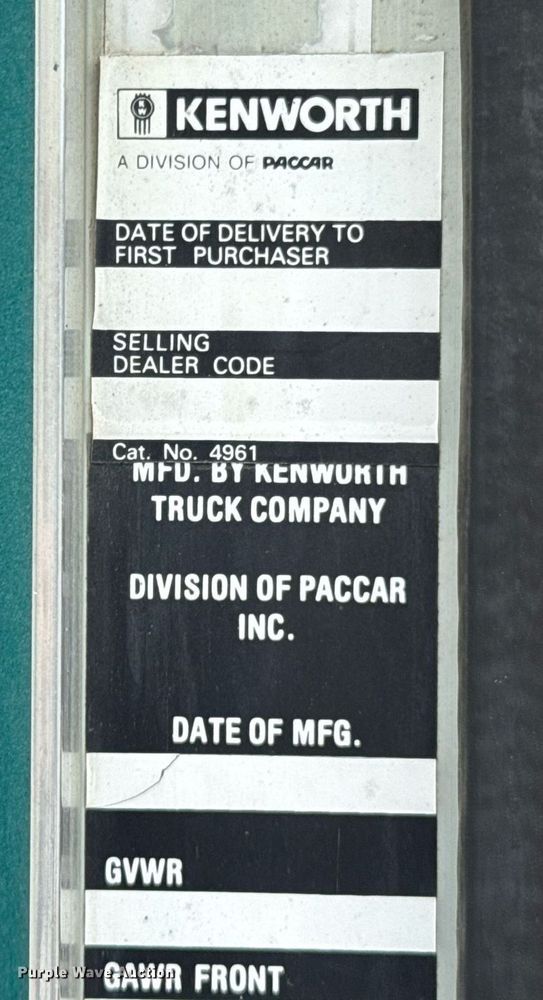 KW
KENWORTH
A DIVISION OF PACCAR
DATE OF DELIVERY TO
FIRST PURCHASER
SELLING
DEALER CODE
Cat. No. 4961
MFD. BY KENWORTH
TRUCK COMPANY
DIVISION OF PACCAR
INC.
DATE OF MFG.
GVWR
GAWR FRONT
Purple Wave Auction